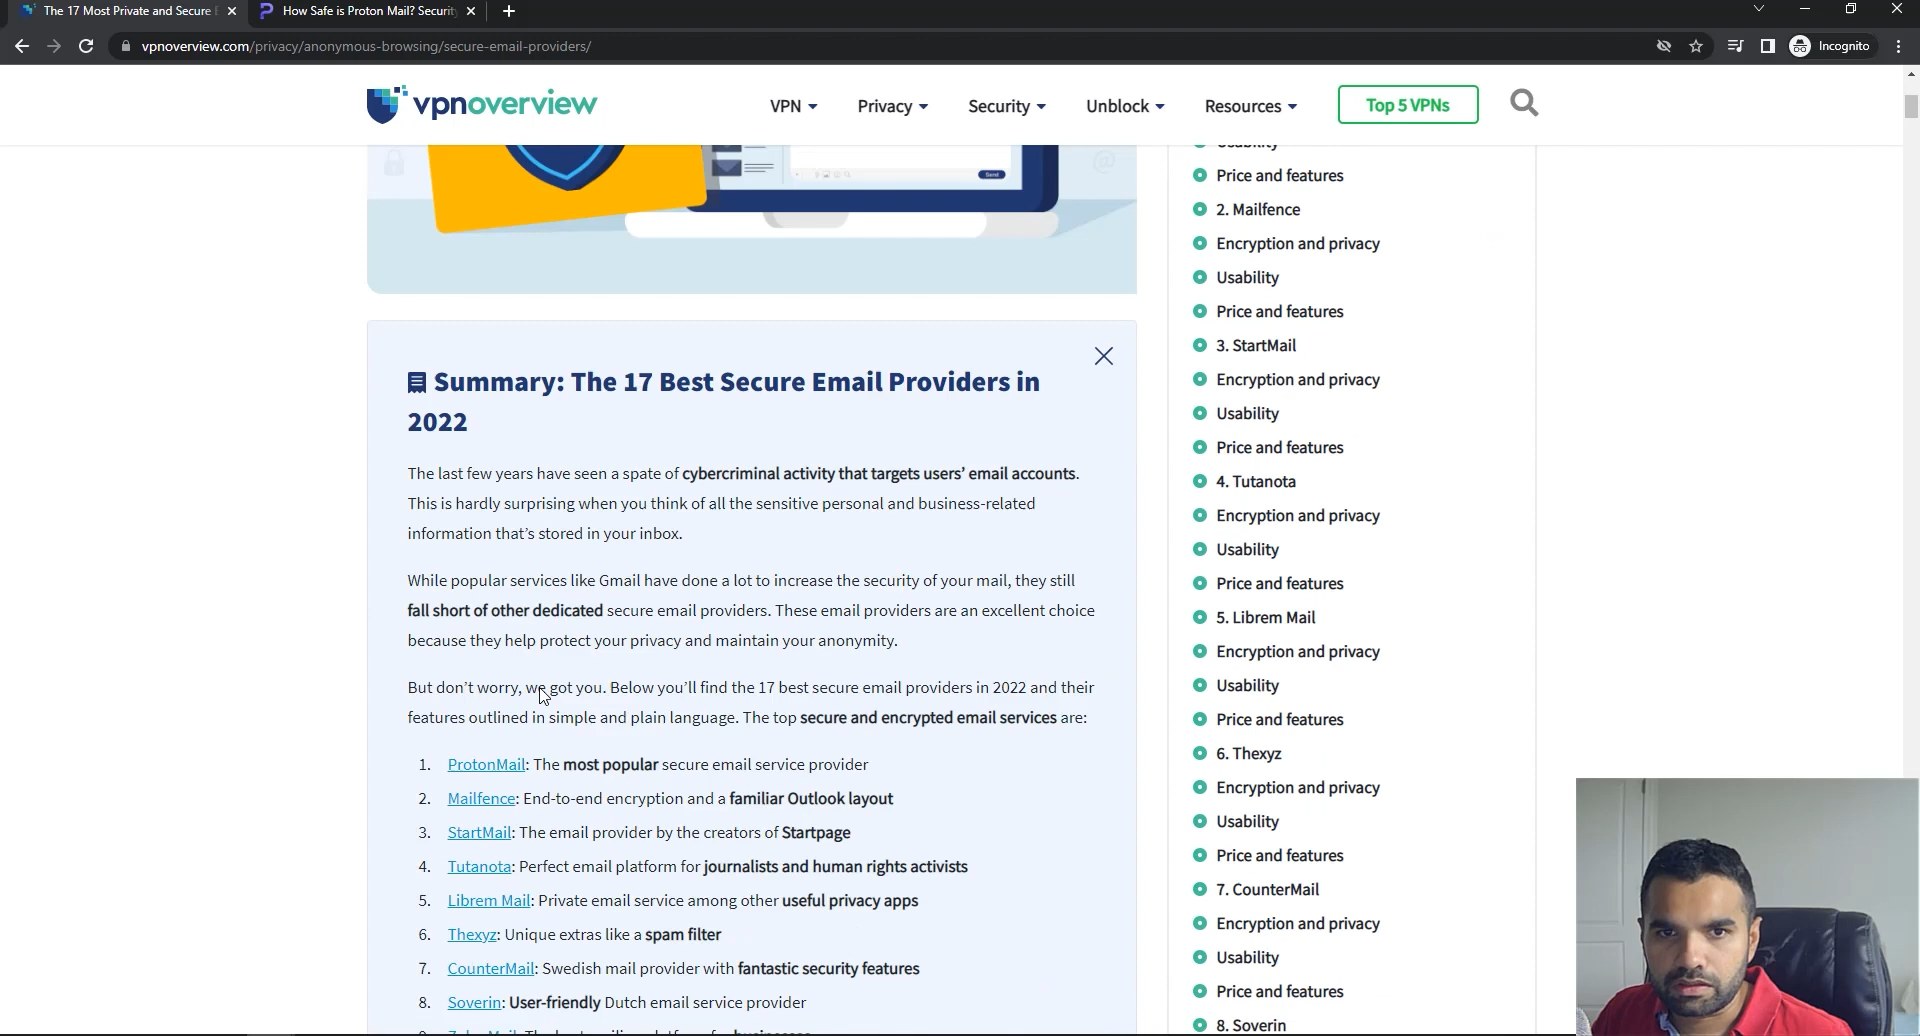 The 17 Most Private and Secure
How Safe is Proton Mail? Securit
vpnoverview.com/privacy/anonymous-browsing/secure-email-providers/
Incognito
vpnoverview
VPN
Privacy
Security
Unblock
Resources
Top 5 VPNs
Send
Summary: The 17 Best Secure Email Providers in
2022
The last few years have seen a spate of cybercriminal activity that targets users’ email accounts.
This is hardly surprising when you think of all the sensitive personal and business-related
information that’s stored in your inbox.
While popular services like Gmail have done a lot to increase the security of your mail, they still
fall short of other dedicated secure email providers. These email providers are an excellent choice
because they help protect your privacy and maintain your anonymity.
But don’t worry, we got you. Below you’ll find the 17 best secure email providers in 2022 and their
features outlined in simple and plain language. The top secure and encrypted email services are:
1. ProtonMail: The most popular secure email service provider
2. Mailfence: End-to-end encryption and a familiar Outlook layout
3. StartMail: The email provider by the creators of Startpage
4. Tutanota: Perfect email platform for journalists and human rights activists
5. Librem Mail: Private email service among other useful privacy apps
6. Thexyz: Unique extras like a spam filter
7. CounterMail: Swedish mail provider with fantastic security features
8. Soverin: User-friendly Dutch email service provider
Usability
Price and features
2. Mailfence
Encryption and privacy
Usability
Price and features
3. StartMail
Encryption and privacy
Usability
Price and features
4. Tutanota
Encryption and privacy
Usability
Price and features
5. Librem Mail
Encryption and privacy
Usability
Price and features
6. Thexyz
Encryption and privacy
Usability
Price and features
7. CounterMail
Encryption and privacy
Usability
Price and features
8. Soverin